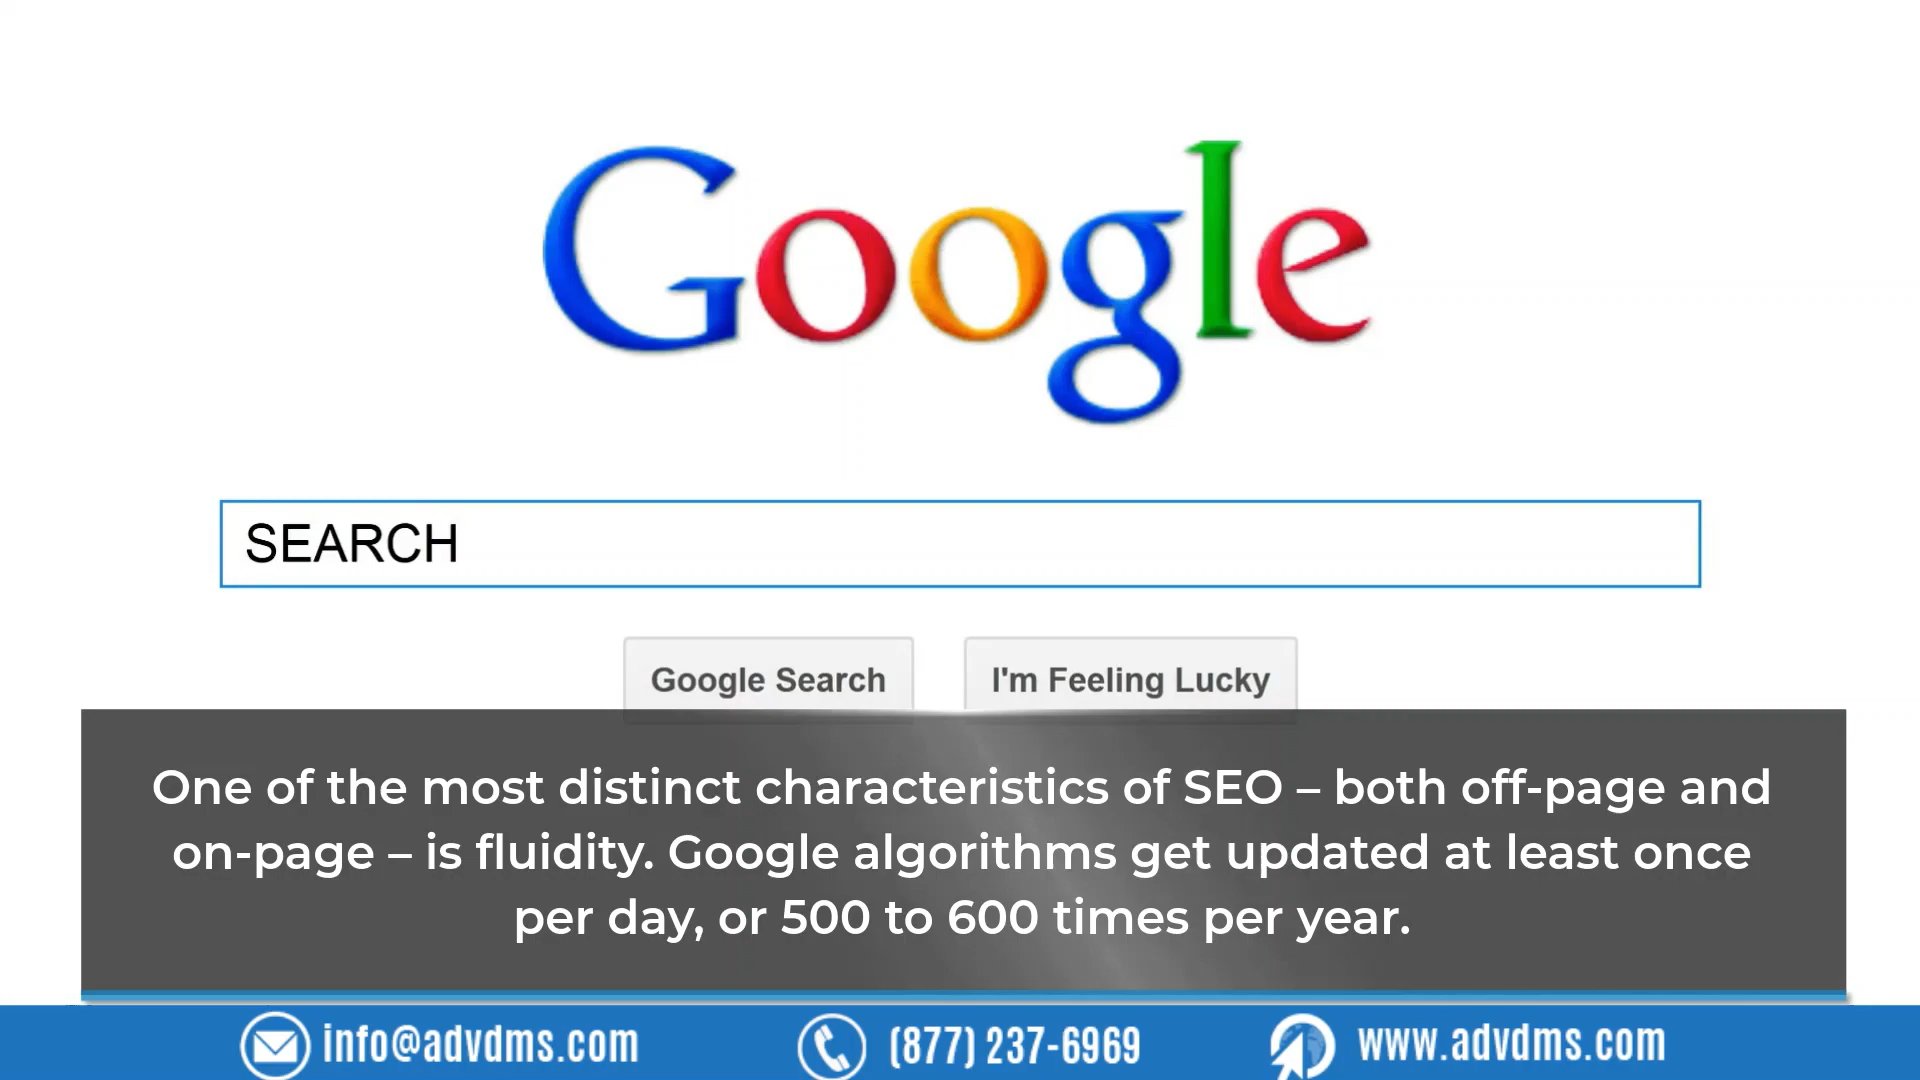 Google
SEARCH
Google Search
I'm Feeling Lucky
One of the most distinct characteristics of SEO – both off-page and
on-page – is fluidity. Google algorithms get updated at least once
per day, or 500 to 600 times per year.
info@advdms.com
(877) 237-6969
www.advdms.com